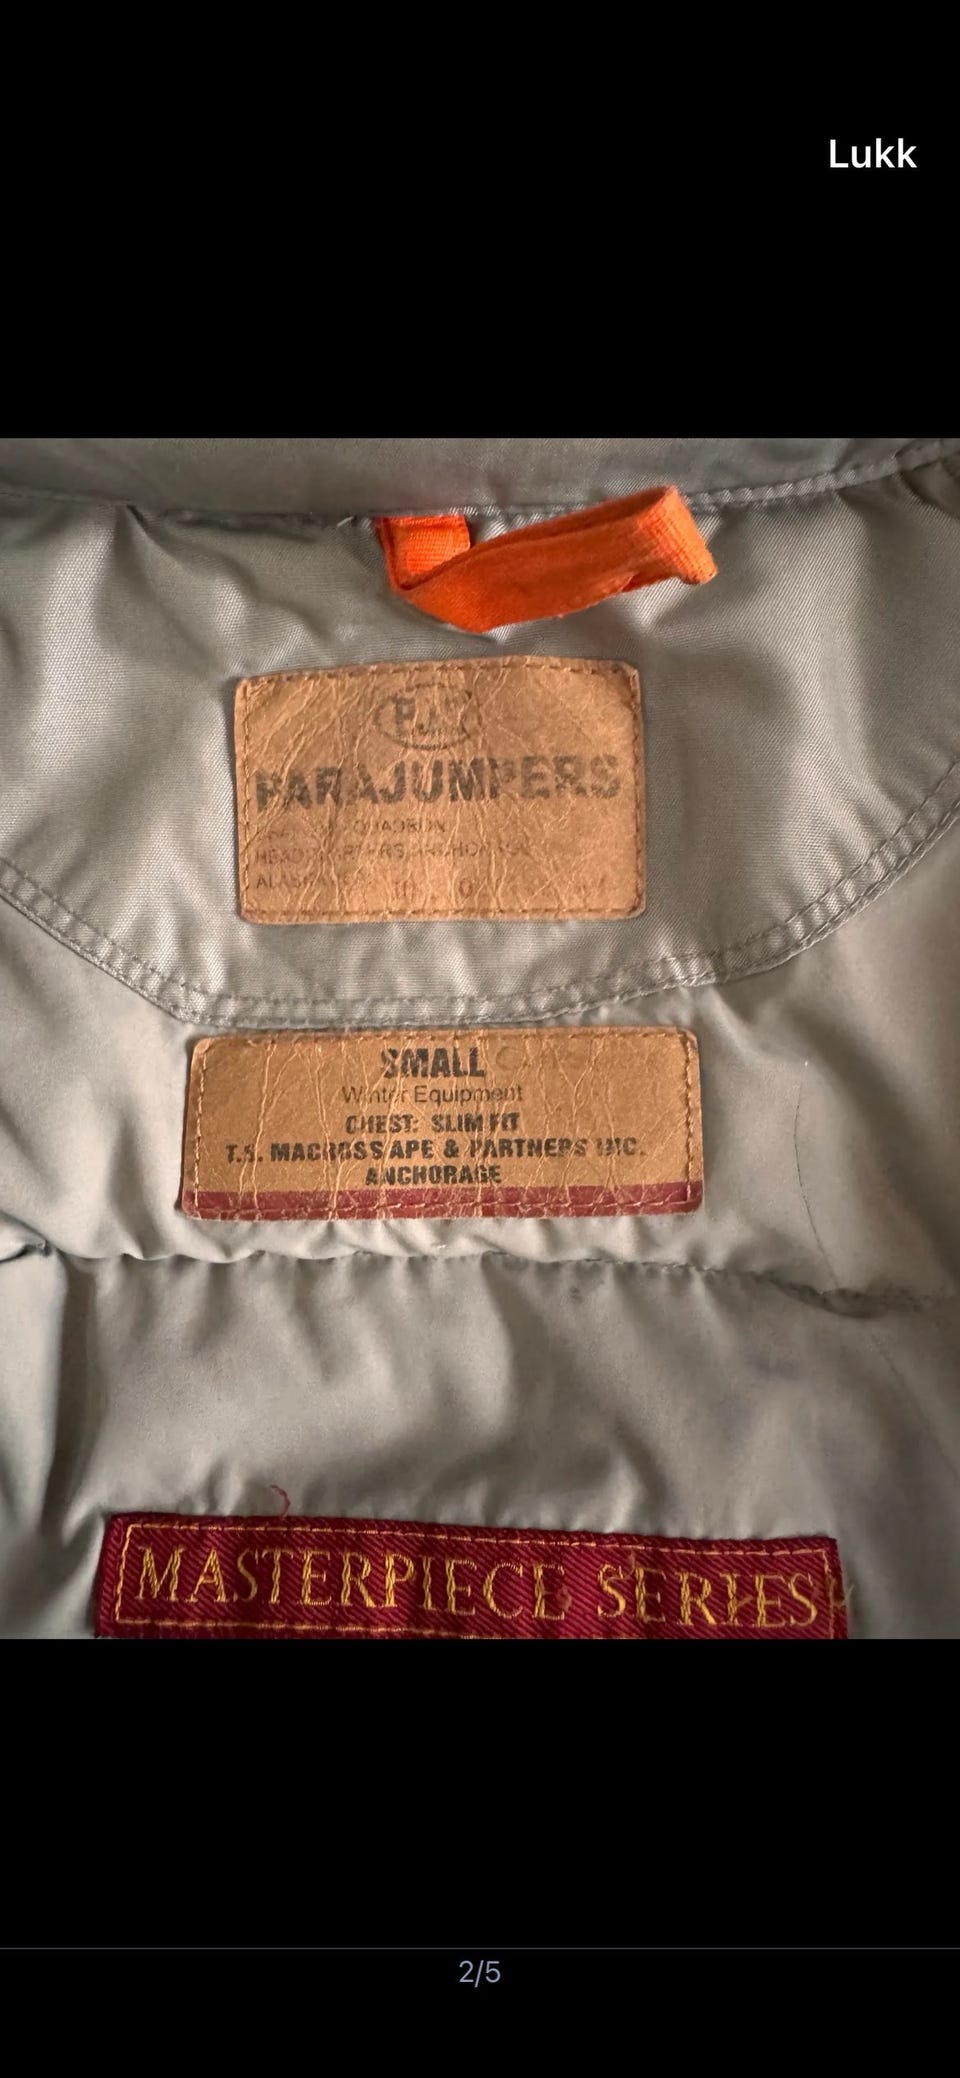 Lukk
PJS
PARAJUMPERS
SMALL
Winter Equipment
CHEST: SLIM FIT
T.S. MACROSS APE & PARTNERS INC.
ANCHORAGE
MASTERPIECE SERIES
2/5